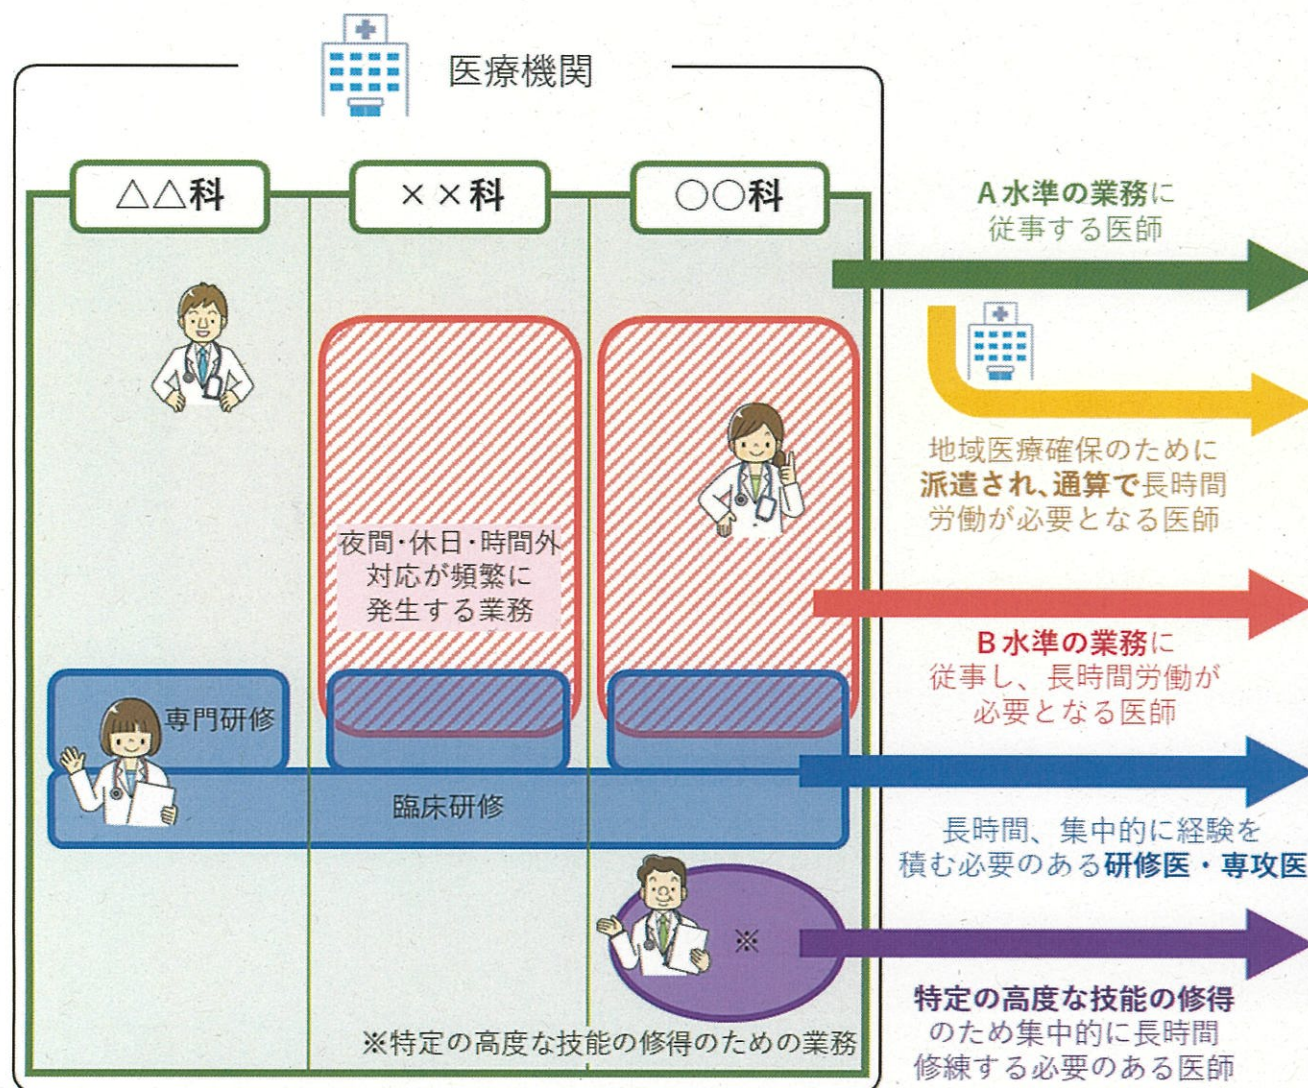 医療機関
△△科
××科
○○科
夜間・休日・時間外
対応が頻繁に
発生する業務
専門研修
臨床研修
※
※特定の高度な技能の修得のための業務
A水準の業務に
従事する医師
地域医療確保のために
派遣され、通算で長時間
労働が必要となる医師
B水準の業務に
従事し、長時間労働が
必要となる医師
長時間、集中的に経験を
積む必要のある研修医・専攻医
特定の高度な技能の修得
のため集中的に長時間
修練する必要のある医師